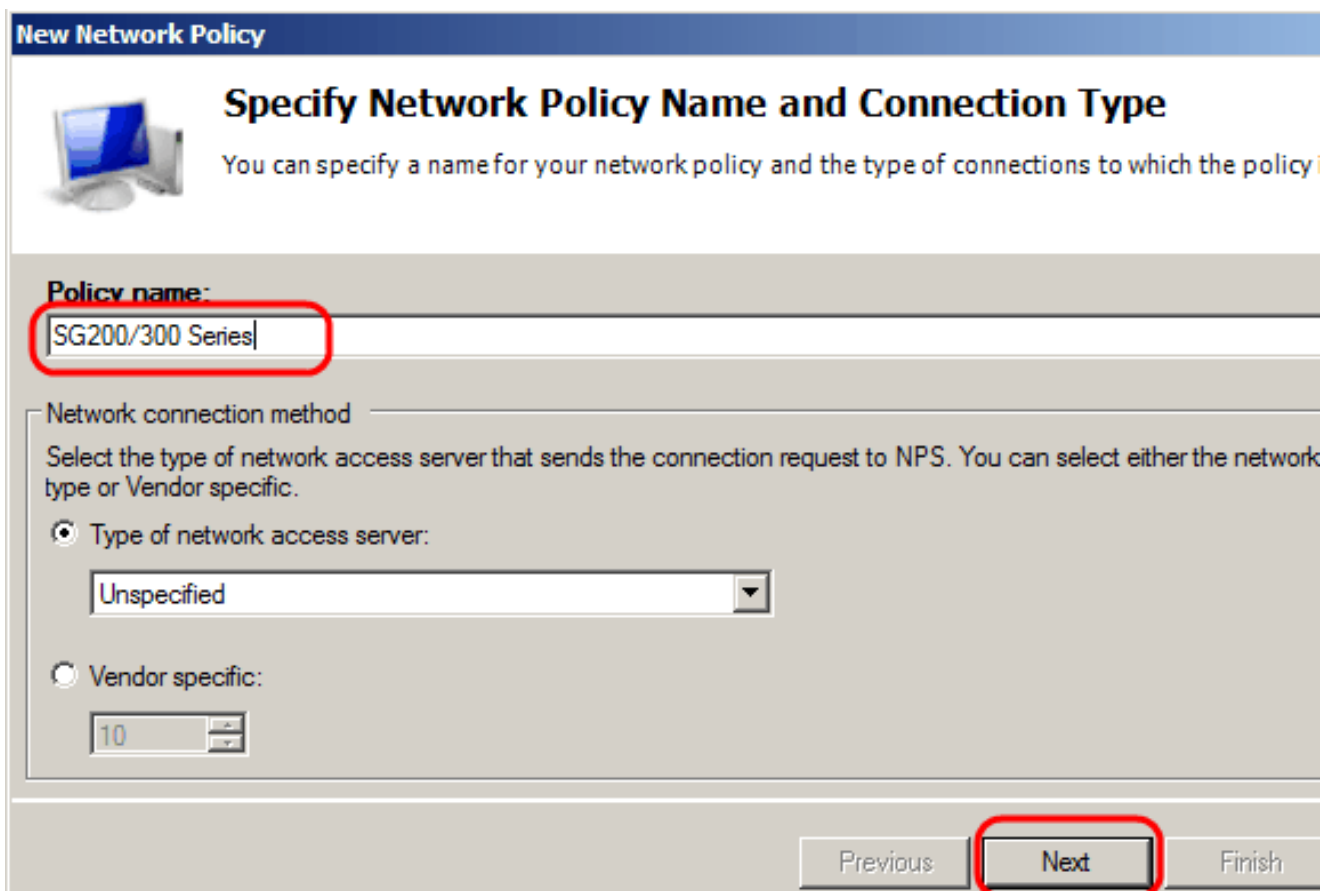 New Network Policy
Specify Network Policy Name and Connection Type
You can specify a name for your network policy and the type of connections to which the policy
Policy name:
SG200/300 Series
Network connection method
Select the type of network access server that sends the connection request to NPS. You can select either the network
type or Vendor specific.
Type of network access server:
Unspecified
Vendor specific:
10
Previous Next Finish